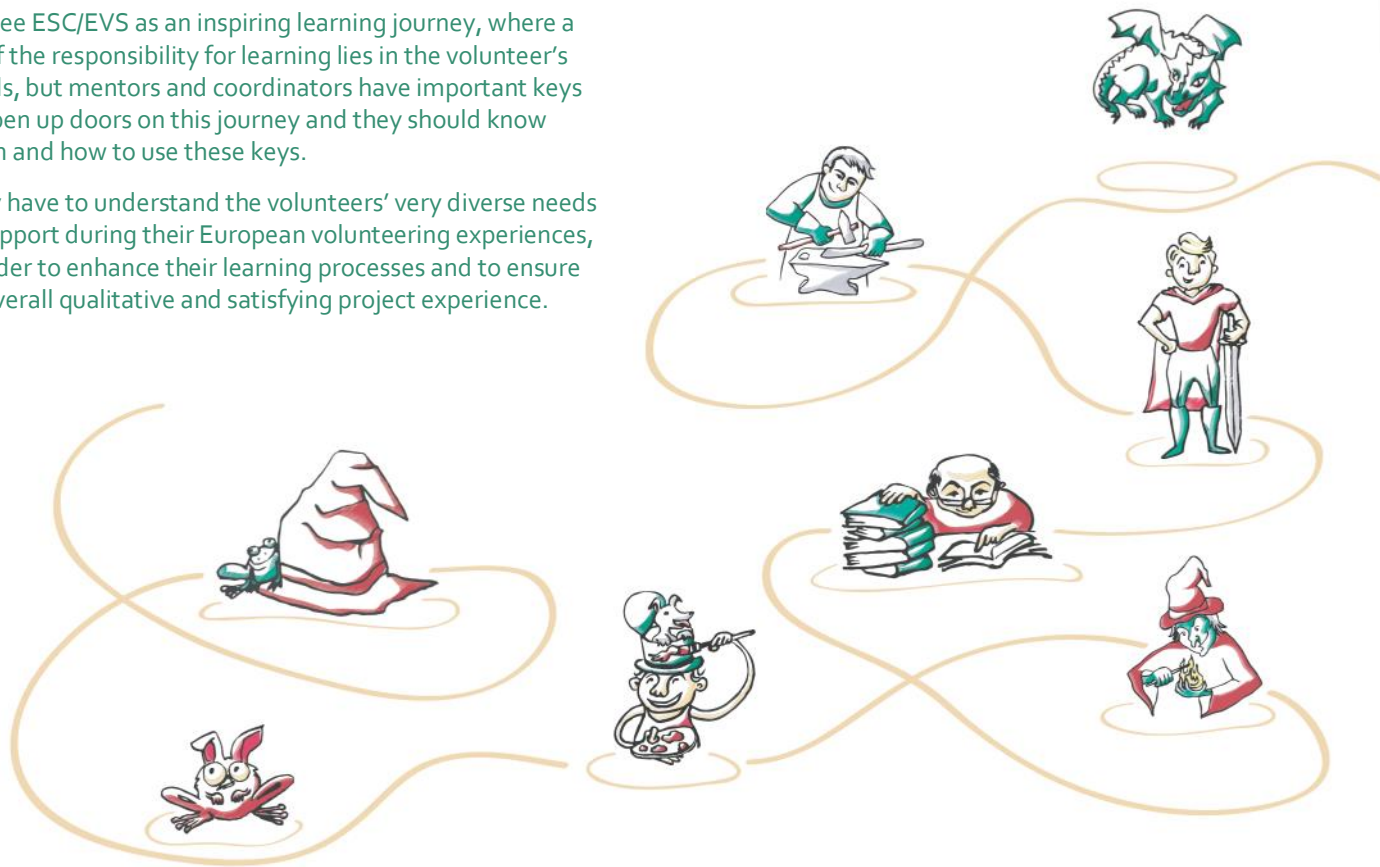 ee ESC/EVS as an inspiring learning journey, where a
f the responsibility for learning lies in the volunteer's
s, but mentors and coordinators have important keys
pen up doors on this journey and they should know
and how to use these keys.
have to understand the volunteers' very diverse needs
upport during their European volunteering experiences,
der to enhance their learning processes and to ensure
verall qualitative and satisfying project experience.